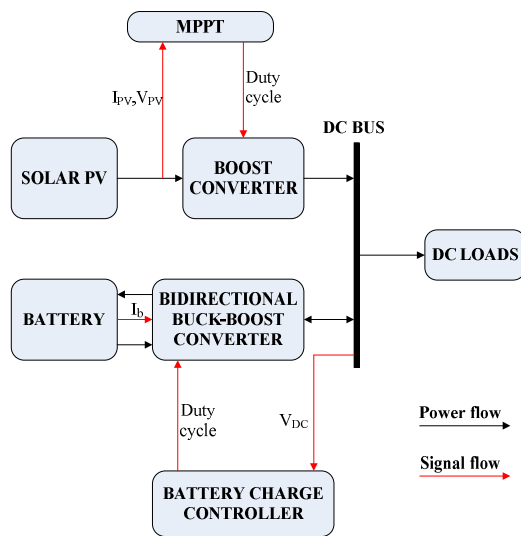 MPPT
I_PV,V_PV
Duty
cycle
DC BUS
SOLAR PV
BOOST
CONVERTER
DC LOADS
BATTERY
I_b
BIDIRECTIONAL
BUCK-BOOST
CONVERTER
Duty
cycle
V_DC
Power flow
Signal flow
BATTERY CHARGE
CONTROLLER